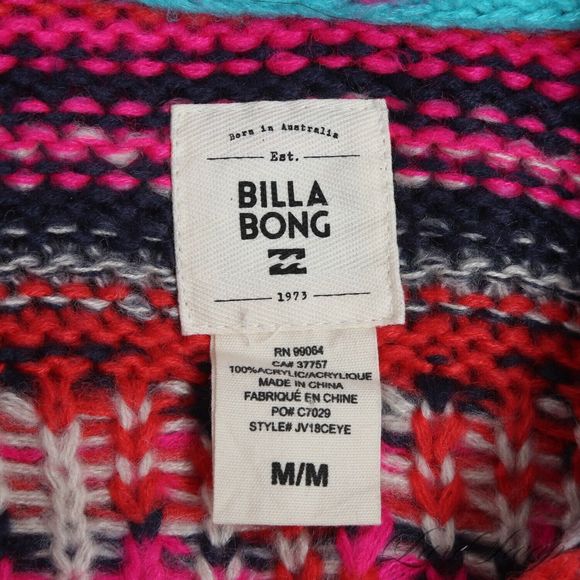 Born in Australia
Est.
BILLA
BONG
1973
RN 99064
CA# 37757
100%ACRYLIC/ACRYLIQUE
MADE IN CHINA
FABRIQUÉ EN CHINE
PO# C7029
STYLE# JV18CEYE
M/M